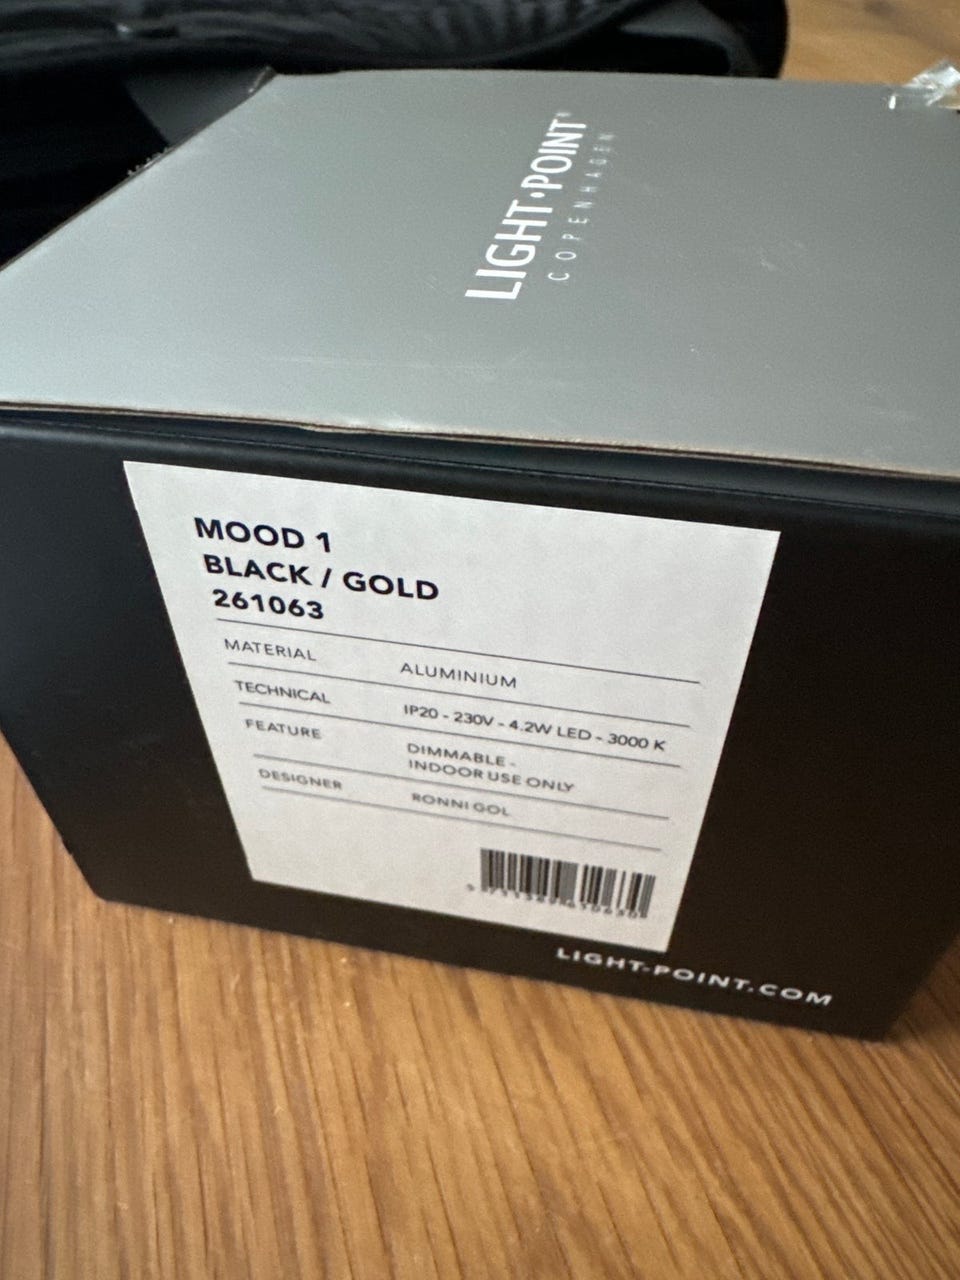 LIGHT·POINT®
COPENHAGEN
MOOD 1
BLACK / GOLD
261063
MATERIAL ALUMINIUM
TECHNICAL IP20 - 230V - 4.2W LED - 3000 K
FEATURE DIMMABLE -
INDOOR USE ONLY
DESIGNER RONNI GOL
LIGHT-POINT.COM